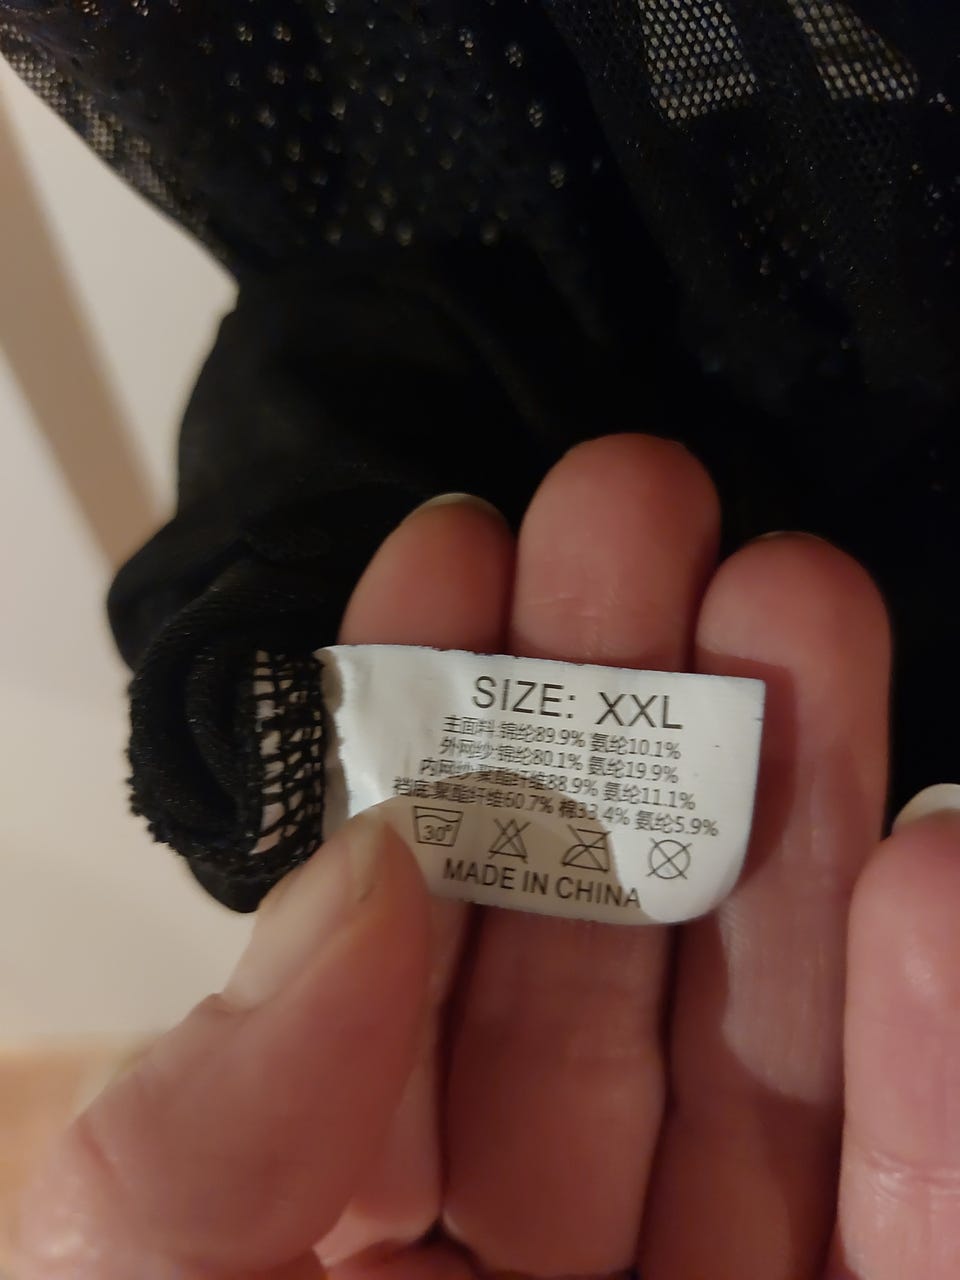 SIZE: XXL
主面料:锦纶89.9% 氨纶10.1%
外网纱:锦纶80.1% 氨纶19.9%
内网纱:聚酯纤维88.9% 氨纶11.1%
裆底:聚酯纤维60.7% 棉33.4% 氨纶5.9%
30°
MADE IN CHINA